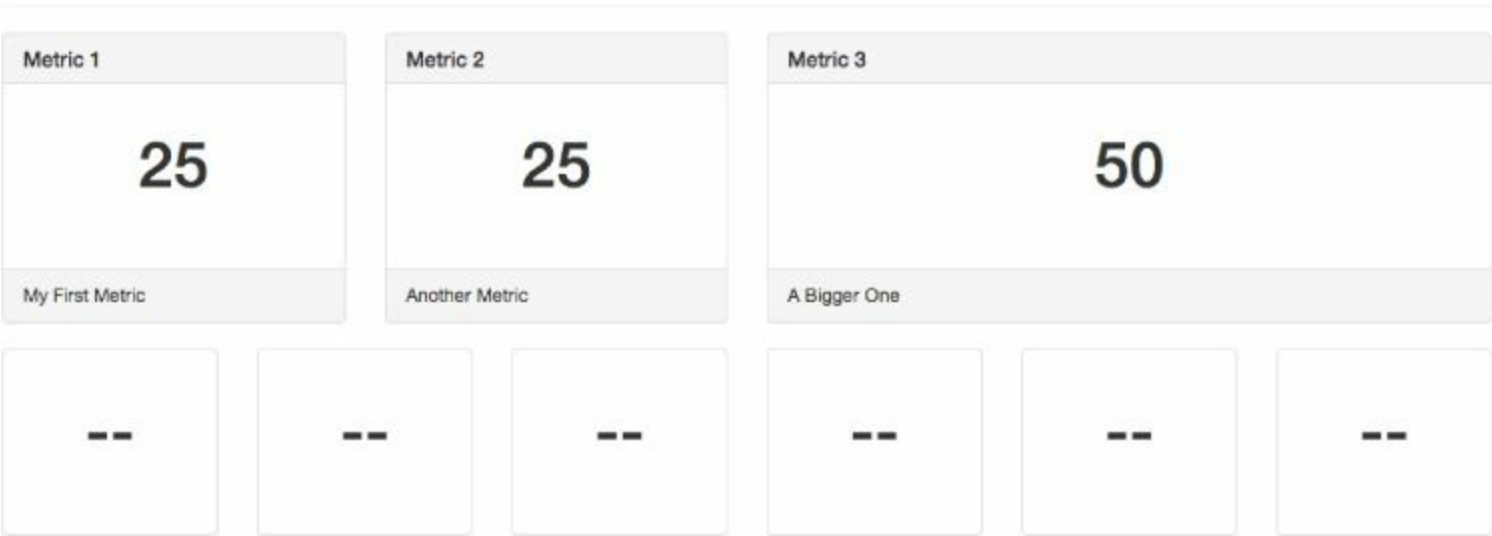 Metric 1 Metric 2 Metric 3
25 25 50
My First Metric Another Metric A Bigger One
-- -- -- -- -- --